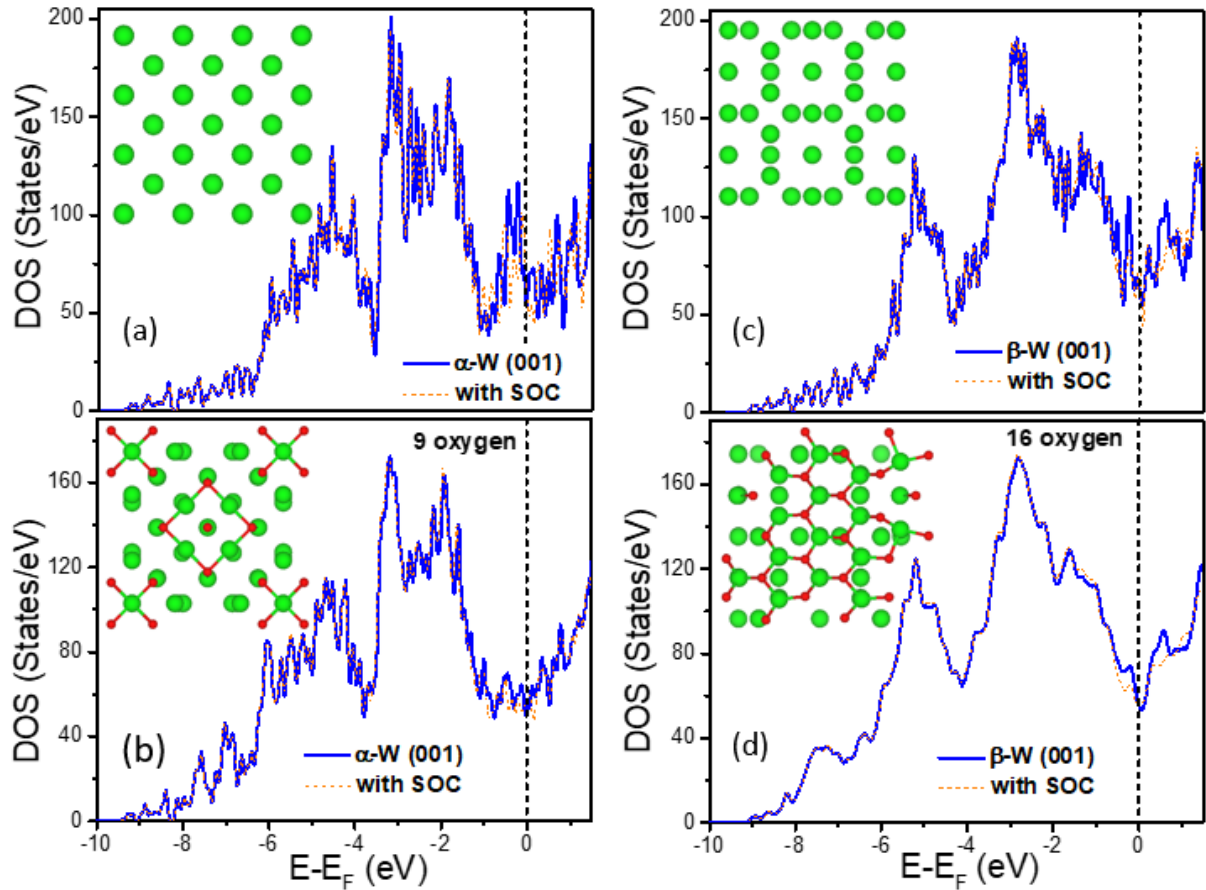 200
150
100
50
0
DOS (States/eV)
(a)
α-W (001)
with SOC
200
150
100
50
0
DOS (States/eV)
(c)
β-W (001)
with SOC
160
120
80
40
0
DOS (States/eV)
9 oxygen
(b)
α-W (001)
with SOC
-10 -8 -6 -4 -2 0
E-E_F (eV)
160
120
80
40
0
DOS (States/eV)
16 oxygen
(d)
β-W (001)
with SOC
-10 -8 -6 -4 -2 0
E-E_F (eV)